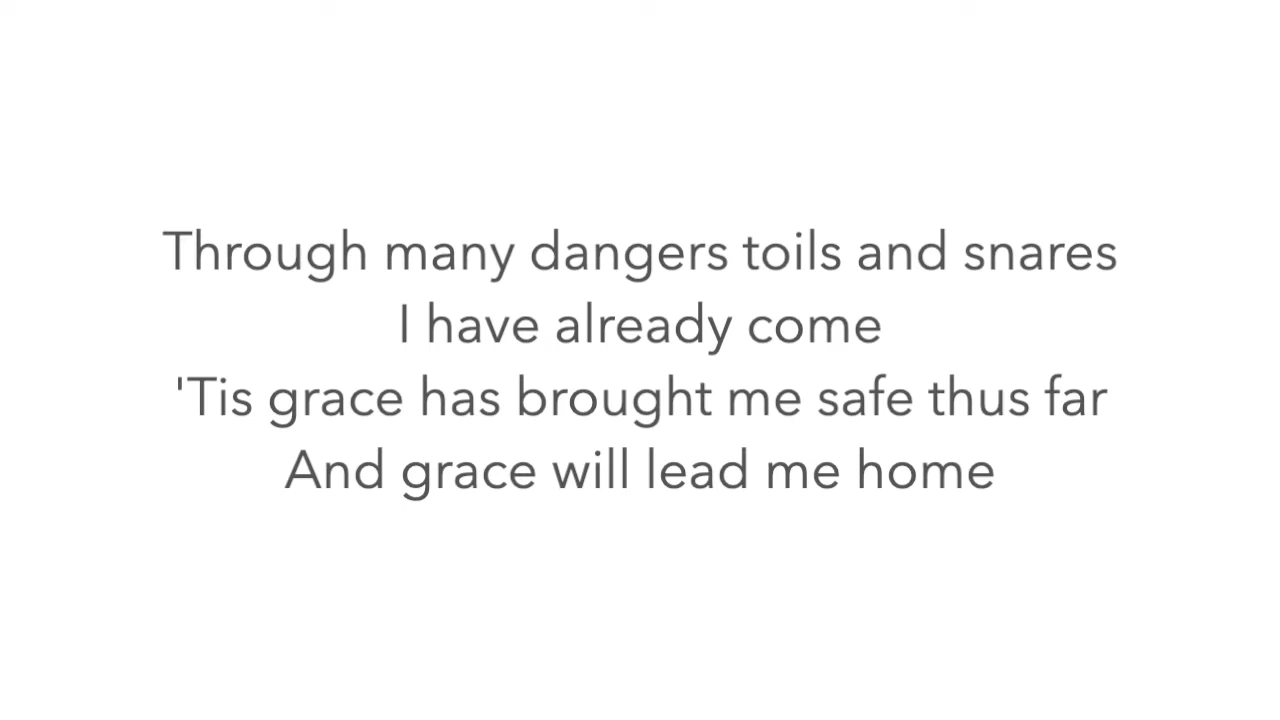 Through many dangers toils and snares
I have already come
'Tis grace has brought me safe thus far
And grace will lead me home